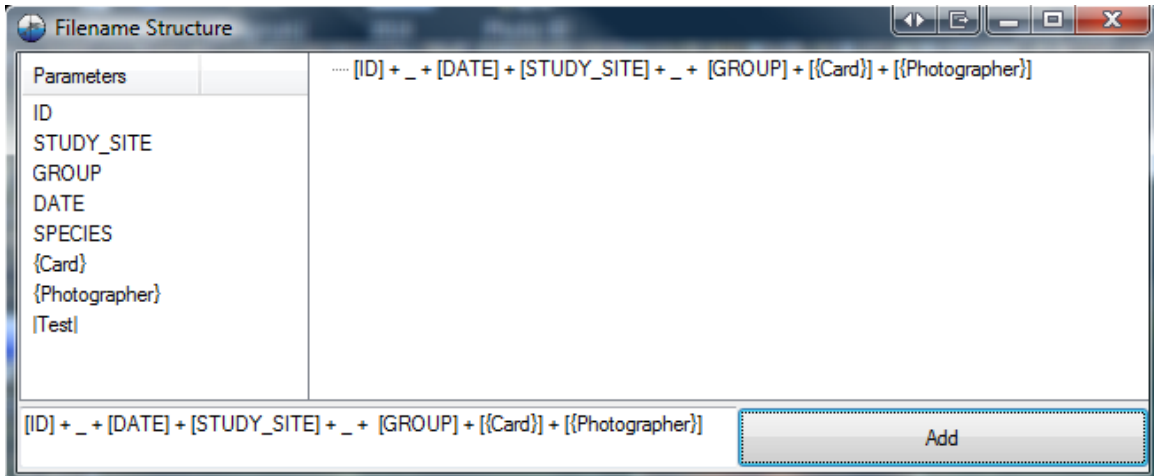 Filename Structure
Parameters
[ID] + _ + [DATE] + [STUDY_SITE] + _ +  [GROUP] + [{Card}] + [{Photographer}]
ID
STUDY_SITE
GROUP
DATE
SPECIES
{Card}
{Photographer}
|Test|
[ID] + _ + [DATE] + [STUDY_SITE] + _ +  [GROUP] + [{Card}] + [{Photographer}]
Add